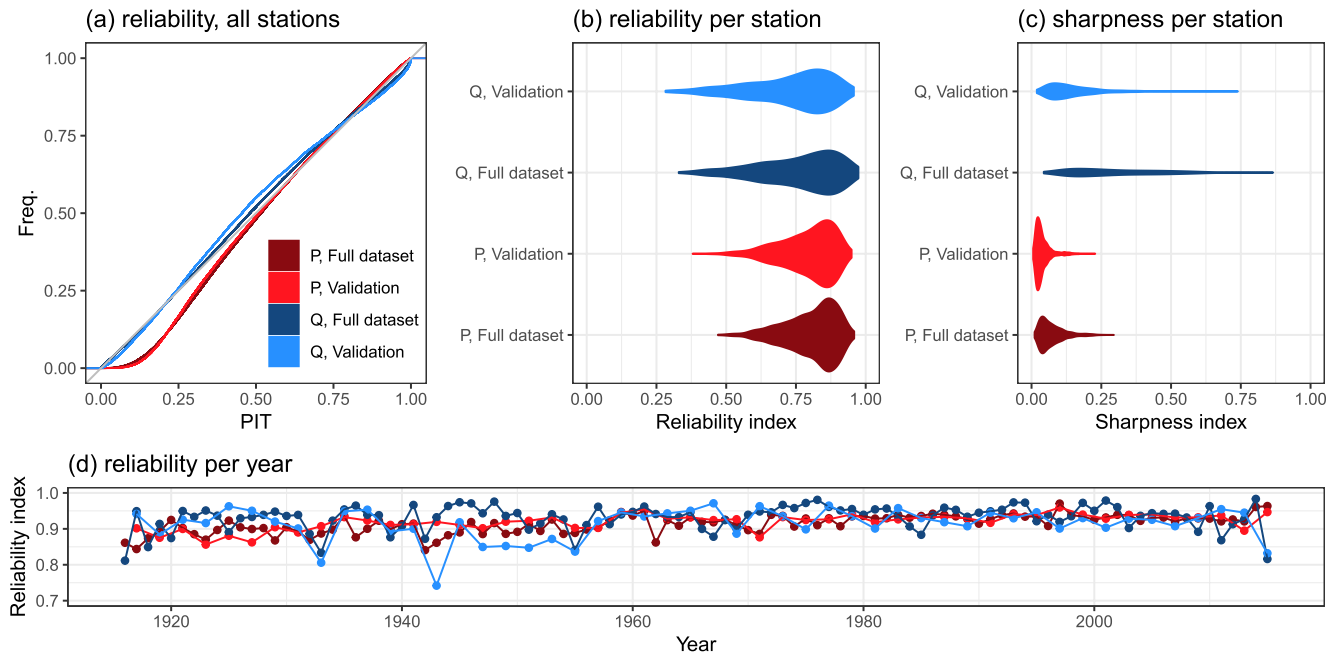 (a) reliability, all stations
Freq.
1.00
0.75
0.50
0.25
0.00
P, Full dataset
P, Validation
Q, Full dataset
Q, Validation
0.00 0.25 0.50 0.75 1.00
PIT
(b) reliability per station
Q, Validation
Q, Full dataset
P, Validation
P, Full dataset
0.00 0.25 0.50 0.75 1.00
Reliability index
(c) sharpness per station
Q, Validation
Q, Full dataset
P, Validation
P, Full dataset
0.00 0.25 0.50 0.75 1.00
Sharpness index
(d) reliability per year
Reliability index
1.0
0.9
0.8
0.7
1920 1940 1960 1980 2000
Year